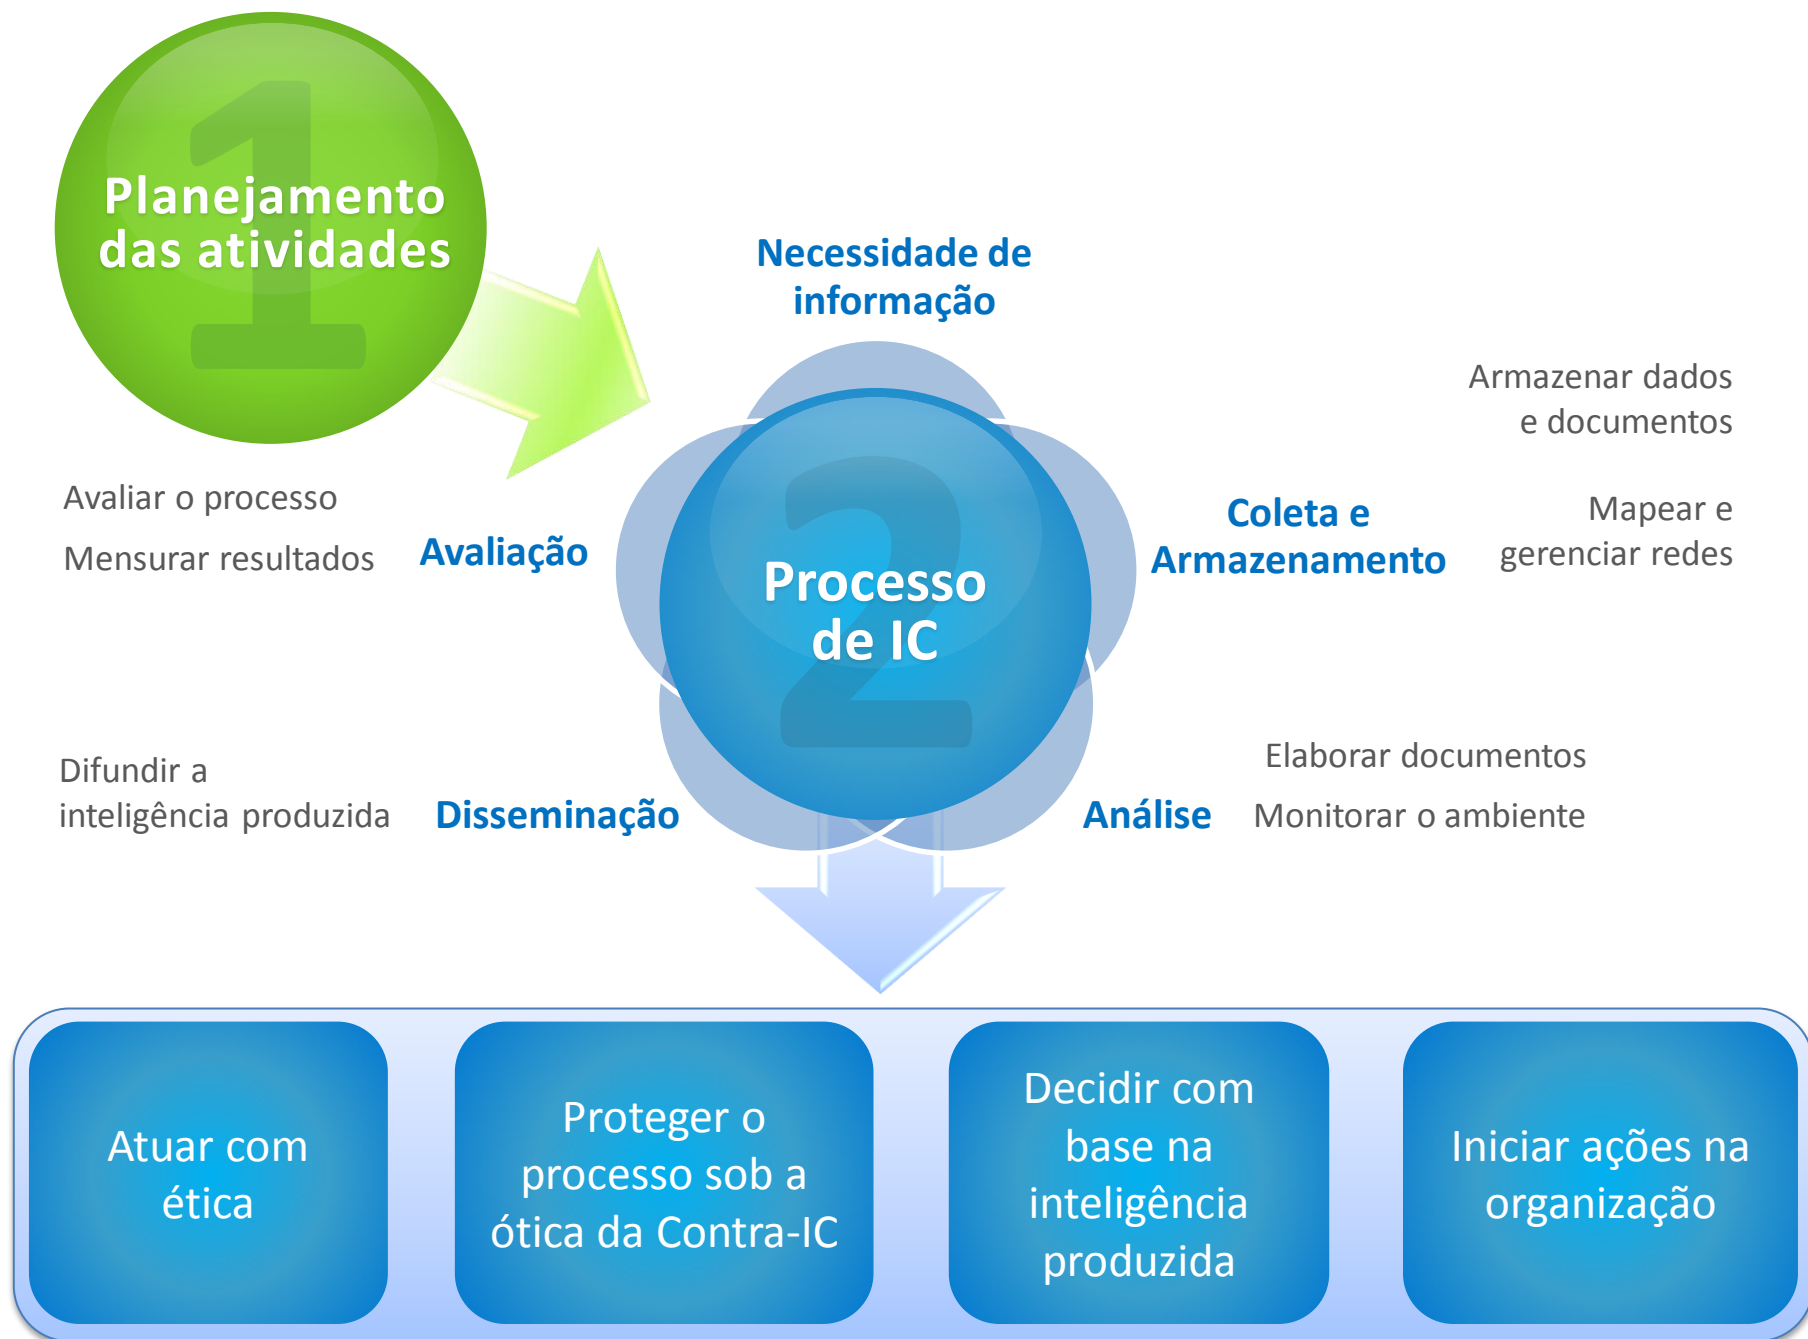 1
Planejamento
das atividades
Necessidade de
informação
Armazenar dados
e documentos
Coleta e
Armazenamento
Mapear e
gerenciar redes
Avaliar o processo
Mensurar resultados
Avaliação
2
Processo
de IC
Difundir a
inteligência produzida
Disseminação
Análise
Elaborar documentos
Monitorar o ambiente
Atuar com
ética
Proteger o
processo sob a
ótica da Contra-IC
Decidir com
base na
inteligência
produzida
Iniciar ações na
organização